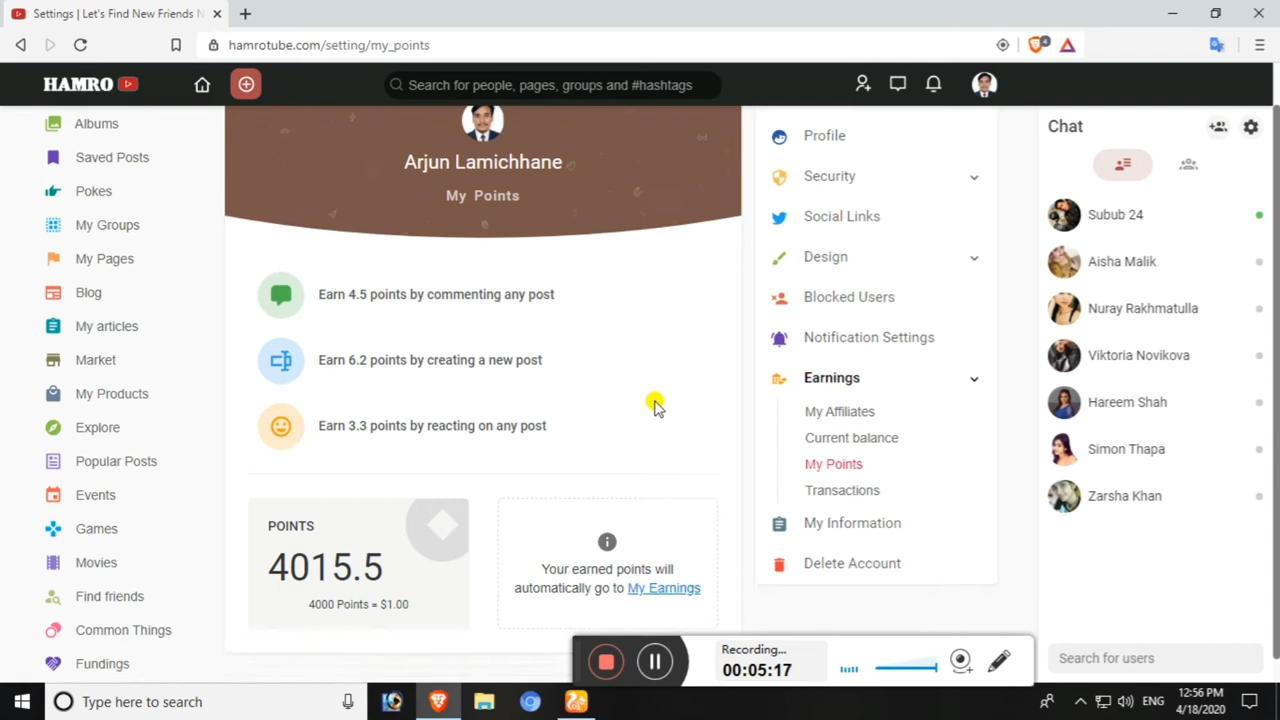 Settings | Let's Find New Friends N
hamrotube.com/setting/my_points
4
HAMRO
Search for people, pages, groups and #hashtags
Albums
Saved Posts
Pokes
My Groups
My Pages
Blog
My articles
Market
My Products
Explore
Popular Posts
Events
Games
Movies
Find friends
Common Things
Fundings
Arjun Lamichhane
My Points
Earn 4.5 points by commenting any post
Earn 6.2 points by creating a new post
Earn 3.3 points by reacting on any post
POINTS
4015.5
4000 Points = $1.00
Your earned points will
automatically go to My Earnings
Profile
Security
Social Links
Design
Blocked Users
Notification Settings
Earnings
My Affiliates
Current balance
My Points
Transactions
My Information
Delete Account
Chat
Subub 24
Aisha Malik
Nuray Rakhmatulla
Viktoria Novikova
Hareem Shah
Simon Thapa
Zarsha Khan
Search for users
Recording...
00:05:17
Type here to search
ENG
12:56 PM
4/18/2020